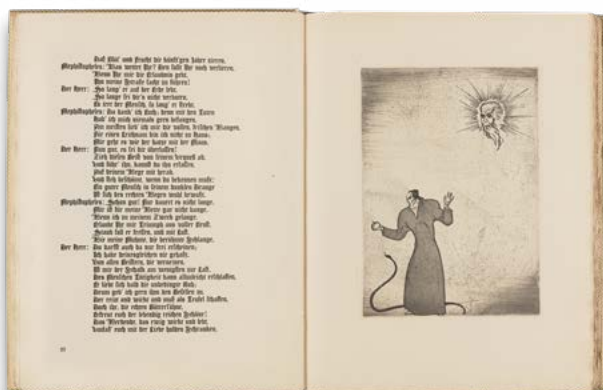 Daß Blüt' und Frucht die künft'gen Jahre zieren.
Mephistopheles: Was wettet Ihr? Den sollt Ihr noch verlieren,
Wenn Ihr mir die Erlaubnis gebt,
Ihn meine Straße sacht zu führen!
Der Herr: So lang' er auf der Erde lebt,
So lange sei dir's nicht verboten.
Es irrt der Mensch, so lang' er strebt.
Mephistopheles: Da dank' ich Euch; denn mit den Toten
Hab' ich mich niemals gern befangen.
Am meisten lieb' ich mir die vollen, frischen Wangen.
Für einen Leichnam bin ich nicht zu Haus:
Mir geht es wie der Katze mit der Maus.
Der Herr: Nun gut, es sei dir überlassen!
Zieh diesen Geist von seinem Urquell ab,
Und führ' ihn, kannst du ihn erfassen,
Auf deinem Wege mit herab,
Und steh beschämt, wenn du bekennen mußt:
Ein guter Mensch in seinem dunklen Drange
Ist sich des rechten Weges wohl bewußt.
Mephistopheles: Schon gut! Nur dauert es nicht lange.
Mir ist für meine Wette gar nicht bange.
Wenn ich zu meinem Zweck gelange,
Erlaubt Ihr mir Triumph aus voller Brust.
Staub soll er fressen, und mit Lust,
Wie meine Muhme, die berühmte Schlange.
Der Herr: Du darfst auch da nur frei erscheinen;
Ich habe deinesgleichen nie gehaßt.
Von allen Geistern, die verneinen,
Ist mir der Schalk am wenigsten zur Last.
Des Menschen Tätigkeit kann allzuleicht erschlaffen,
Er liebt sich bald die unbedingte Ruh;
Drum geb' ich gern ihm den Gesellen zu,
Der reizt und wirkt und muß als Teufel schaffen.
Doch ihr, die echten Göttersöhne,
Erfreut euch der lebendig reichen Schöne!
Das Werdende, das ewig wirkt und lebt,
Umfass' euch mit der Liebe holden Schranken,